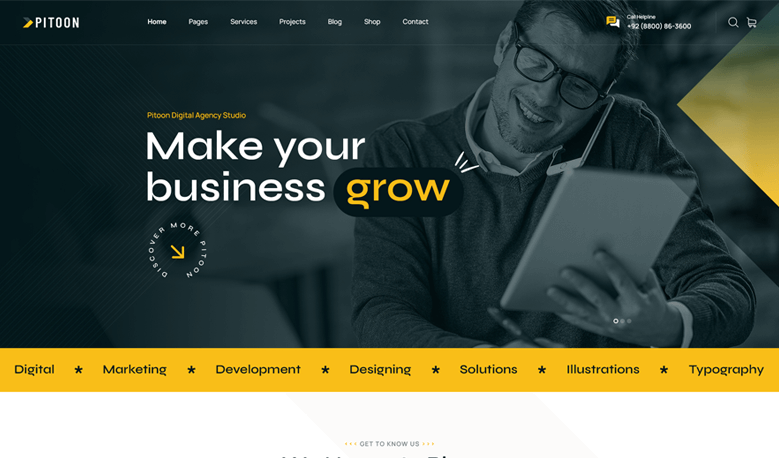 PITOON
Home Pages Services Projects Blog Shop Contact
Call Helpline
+92 (8800) 86-3600
Pitoon Digital Agency Studio
Make your
business grow
DISCOVER MORE PITOON
Digital * Marketing * Development * Designing * Solutions * Illustrations * Typography
GET TO KNOW US